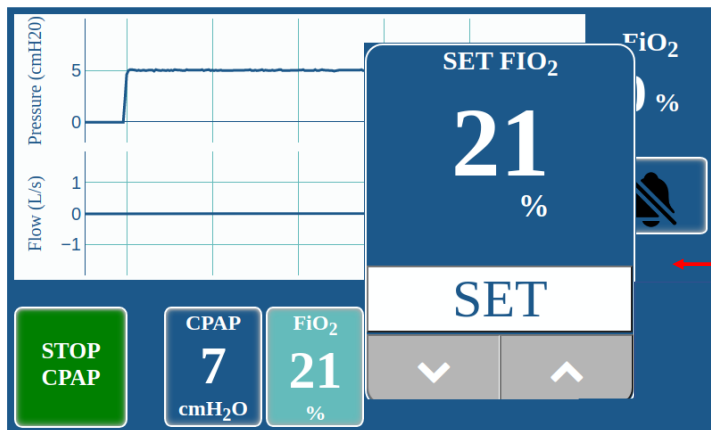 Pressure (cmH20)
5
0
Flow (L/s)
1
0
−1
FiO2
%
SET FIO2
21
%
SET
STOP
CPAP
CPAP
7
cmH2O
FiO2
21
%